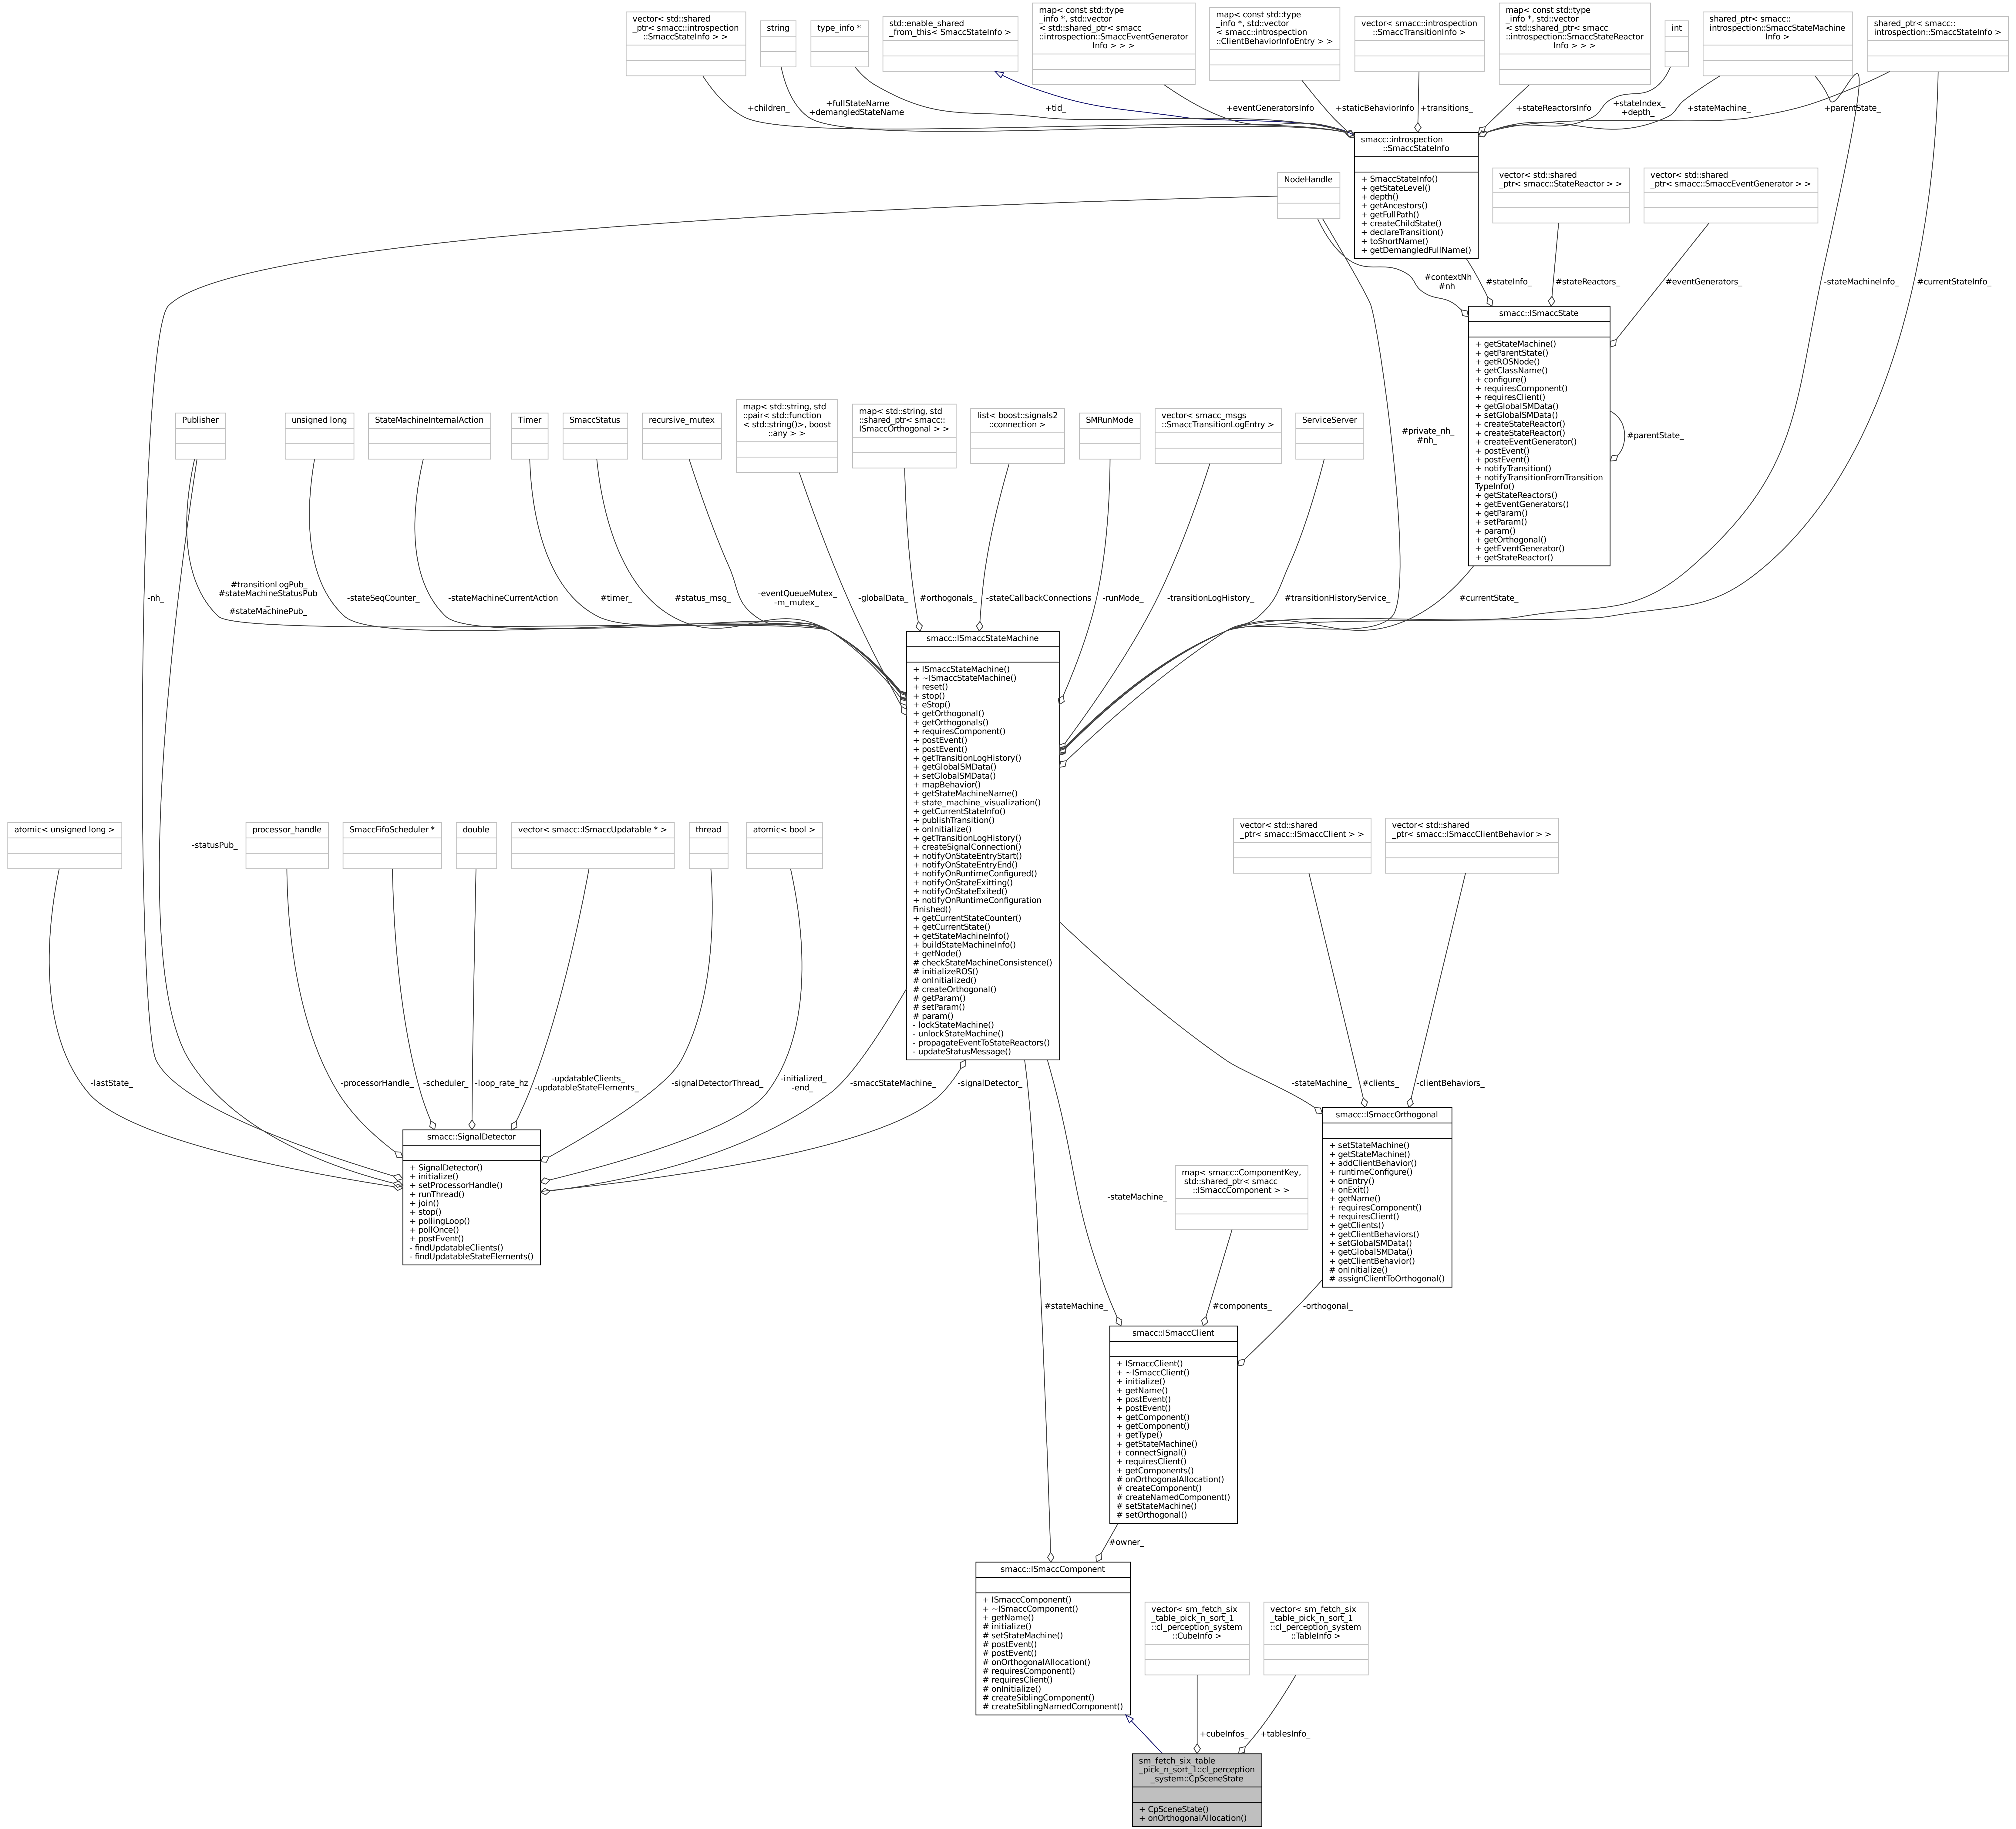 vector< std::shared
_ptr< smacc::introspection
::SmaccStateInfo > >
string
type_info *
std::enable_shared
_from_this< SmaccStateInfo >
map< const std::type
_info *, std::vector
< std::shared_ptr< smacc
::introspection::SmaccEventGenerator
Info > > >
map< const std::type
_info *, std::vector
< smacc::introspection
::ClientBehaviorInfoEntry > >
vector< smacc::introspection
::SmaccTransitionInfo >
map< const std::type
_info *, std::vector
< std::shared_ptr< smacc
::introspection::SmaccStateReactor
Info > > >
int
shared_ptr< smacc::
introspection::SmaccStateMachine
Info >
shared_ptr< smacc::
introspection::SmaccStateInfo >
+children_
+fullStateName
+demangledStateName
+tid_
+eventGeneratorsInfo
+staticBehaviorInfo
+transitions_
+stateReactorsInfo
+stateIndex_
+depth_
+stateMachine_
+parentState_
smacc::introspection
::SmaccStateInfo
+ SmaccStateInfo()
+ getStateLevel()
+ depth()
+ getAncestors()
+ getFullPath()
+ createChildState()
+ declareTransition()
+ toShortName()
+ getDemangledFullName()
NodeHandle
vector< std::shared
_ptr< smacc::StateReactor > >
vector< std::shared
_ptr< smacc::SmaccEventGenerator > >
#contextNh
#nh
#stateInfo_
#stateReactors_
#eventGenerators_
-stateMachineInfo_
#currentStateInfo_
smacc::ISmaccState
+ getStateMachine()
+ getParentState()
+ getROSNode()
+ getClassName()
+ configure()
+ requiresComponent()
+ requiresClient()
+ getGlobalSMData()
+ setGlobalSMData()
+ createStateReactor()
+ createStateReactor()
+ createEventGenerator()
+ postEvent()
+ postEvent()
+ notifyTransition()
+ notifyTransitionFromTransition
TypeInfo()
+ getStateReactors()
+ getEventGenerators()
+ getParam()
+ setParam()
+ param()
+ getOrthogonal()
+ getEventGenerator()
+ getStateReactor()
#parentState_
Publisher
unsigned long
StateMachineInternalAction
Timer
SmaccStatus
recursive_mutex
map< std::string, std
::pair< std::function
< std::string()>, boost
::any > >
map< std::string, std
::shared_ptr< smacc::
ISmaccOrthogonal > >
list< boost::signals2
::connection >
SMRunMode
vector< smacc_msgs
::SmaccTransitionLogEntry >
ServiceServer
#private_nh_
#nh_
-nh_
#transitionLogPub_
#stateMachineStatusPub
_
#stateMachinePub_
-stateSeqCounter_
-stateMachineCurrentAction
#timer_
#status_msg_
-eventQueueMutex_
-m_mutex_
-globalData_
#orthogonals_
-stateCallbackConnections
-runMode_
-transitionLogHistory_
#transitionHistoryService_
#currentState_
smacc::ISmaccStateMachine
+ ISmaccStateMachine()
+ ~ISmaccStateMachine()
+ reset()
+ stop()
+ eStop()
+ getOrthogonal()
+ getOrthogonals()
+ requiresComponent()
+ postEvent()
+ postEvent()
+ getTransitionLogHistory()
+ getGlobalSMData()
+ setGlobalSMData()
+ mapBehavior()
+ getStateMachineName()
+ state_machine_visualization()
+ getCurrentStateInfo()
+ publishTransition()
+ onInitialize()
+ getTransitionLogHistory()
+ createSignalConnection()
+ notifyOnStateEntryStart()
+ notifyOnStateEntryEnd()
+ notifyOnRuntimeConfigured()
+ notifyOnStateExitting()
+ notifyOnStateExited()
+ notifyOnRuntimeConfiguration
Finished()
+ getCurrentStateCounter()
+ getCurrentState()
+ getStateMachineInfo()
+ buildStateMachineInfo()
+ getNode()
# checkStateMachineConsistence()
# initializeROS()
# onInitialized()
# createOrthogonal()
# getParam()
# setParam()
# param()
- lockStateMachine()
- unlockStateMachine()
- propagateEventToStateReactors()
- updateStatusMessage()
atomic< unsigned long >
-statusPub_
processor_handle
SmaccFifoScheduler *
double
vector< smacc::ISmaccUpdatable * >
thread
atomic< bool >
vector< std::shared
_ptr< smacc::ISmaccClient > >
vector< std::shared
_ptr< smacc::ISmaccClientBehavior > >
-lastState_
-processorHandle_
-scheduler_
-loop_rate_hz
-updatableClients_
-updatableStateElements_
-signalDetectorThread_
-initialized_
-end_
-smaccStateMachine_
-signalDetector_
-stateMachine_
#clients_
-clientBehaviors_
smacc::SignalDetector
+ SignalDetector()
+ initialize()
+ setProcessorHandle()
+ runThread()
+ join()
+ stop()
+ pollingLoop()
+ pollOnce()
+ postEvent()
- findUpdatableClients()
- findUpdatableStateElements()
smacc::ISmaccOrthogonal
+ setStateMachine()
+ getStateMachine()
+ addClientBehavior()
+ runtimeConfigure()
+ onEntry()
+ onExit()
+ getName()
+ requiresComponent()
+ requiresClient()
+ getClients()
+ getClientBehaviors()
+ setGlobalSMData()
+ getGlobalSMData()
+ getClientBehavior()
# onInitialize()
# assignClientToOrthogonal()
-stateMachine_
map< smacc::ComponentKey,
std::shared_ptr< smacc
::ISmaccComponent > >
#stateMachine_
#components_
-orthogonal_
smacc::ISmaccClient
+ ISmaccClient()
+ ~ISmaccClient()
+ initialize()
+ getName()
+ postEvent()
+ postEvent()
+ getComponent()
+ getComponent()
+ getType()
+ getStateMachine()
+ connectSignal()
+ requiresClient()
+ getComponents()
# onOrthogonalAllocation()
# createComponent()
# createNamedComponent()
# setStateMachine()
# setOrthogonal()
#owner_
smacc::ISmaccComponent
+ ISmaccComponent()
+ ~ISmaccComponent()
+ getName()
# initialize()
# setStateMachine()
# postEvent()
# postEvent()
# onOrthogonalAllocation()
# requiresComponent()
# requiresClient()
# onInitialize()
# createSiblingComponent()
# createSiblingNamedComponent()
vector< sm_fetch_six
_table_pick_n_sort_1
::cl_perception_system
::CubeInfo >
vector< sm_fetch_six
_table_pick_n_sort_1
::cl_perception_system
::TableInfo >
+cubeInfos_
+tablesInfo_
sm_fetch_six_table
_pick_n_sort_1::cl_perception
_system::CpSceneState
+ CpSceneState()
+ onOrthogonalAllocation()